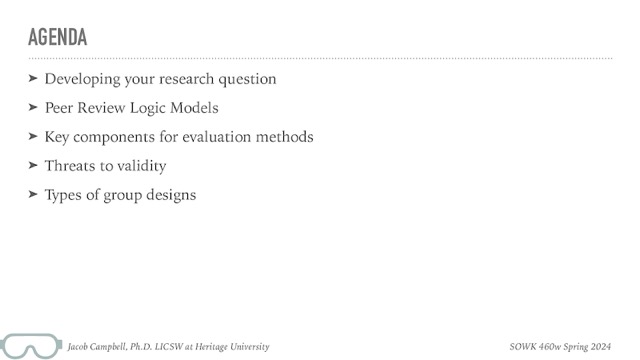 AGENDA
➤ Developing your research question
➤ Peer Review Logic Models
➤ Key components for evaluation methods
➤ Threats to validity
➤ Types of group designs
Jacob Campbell, Ph.D. LICSW at Heritage University
SOWK 460w Spring 2024